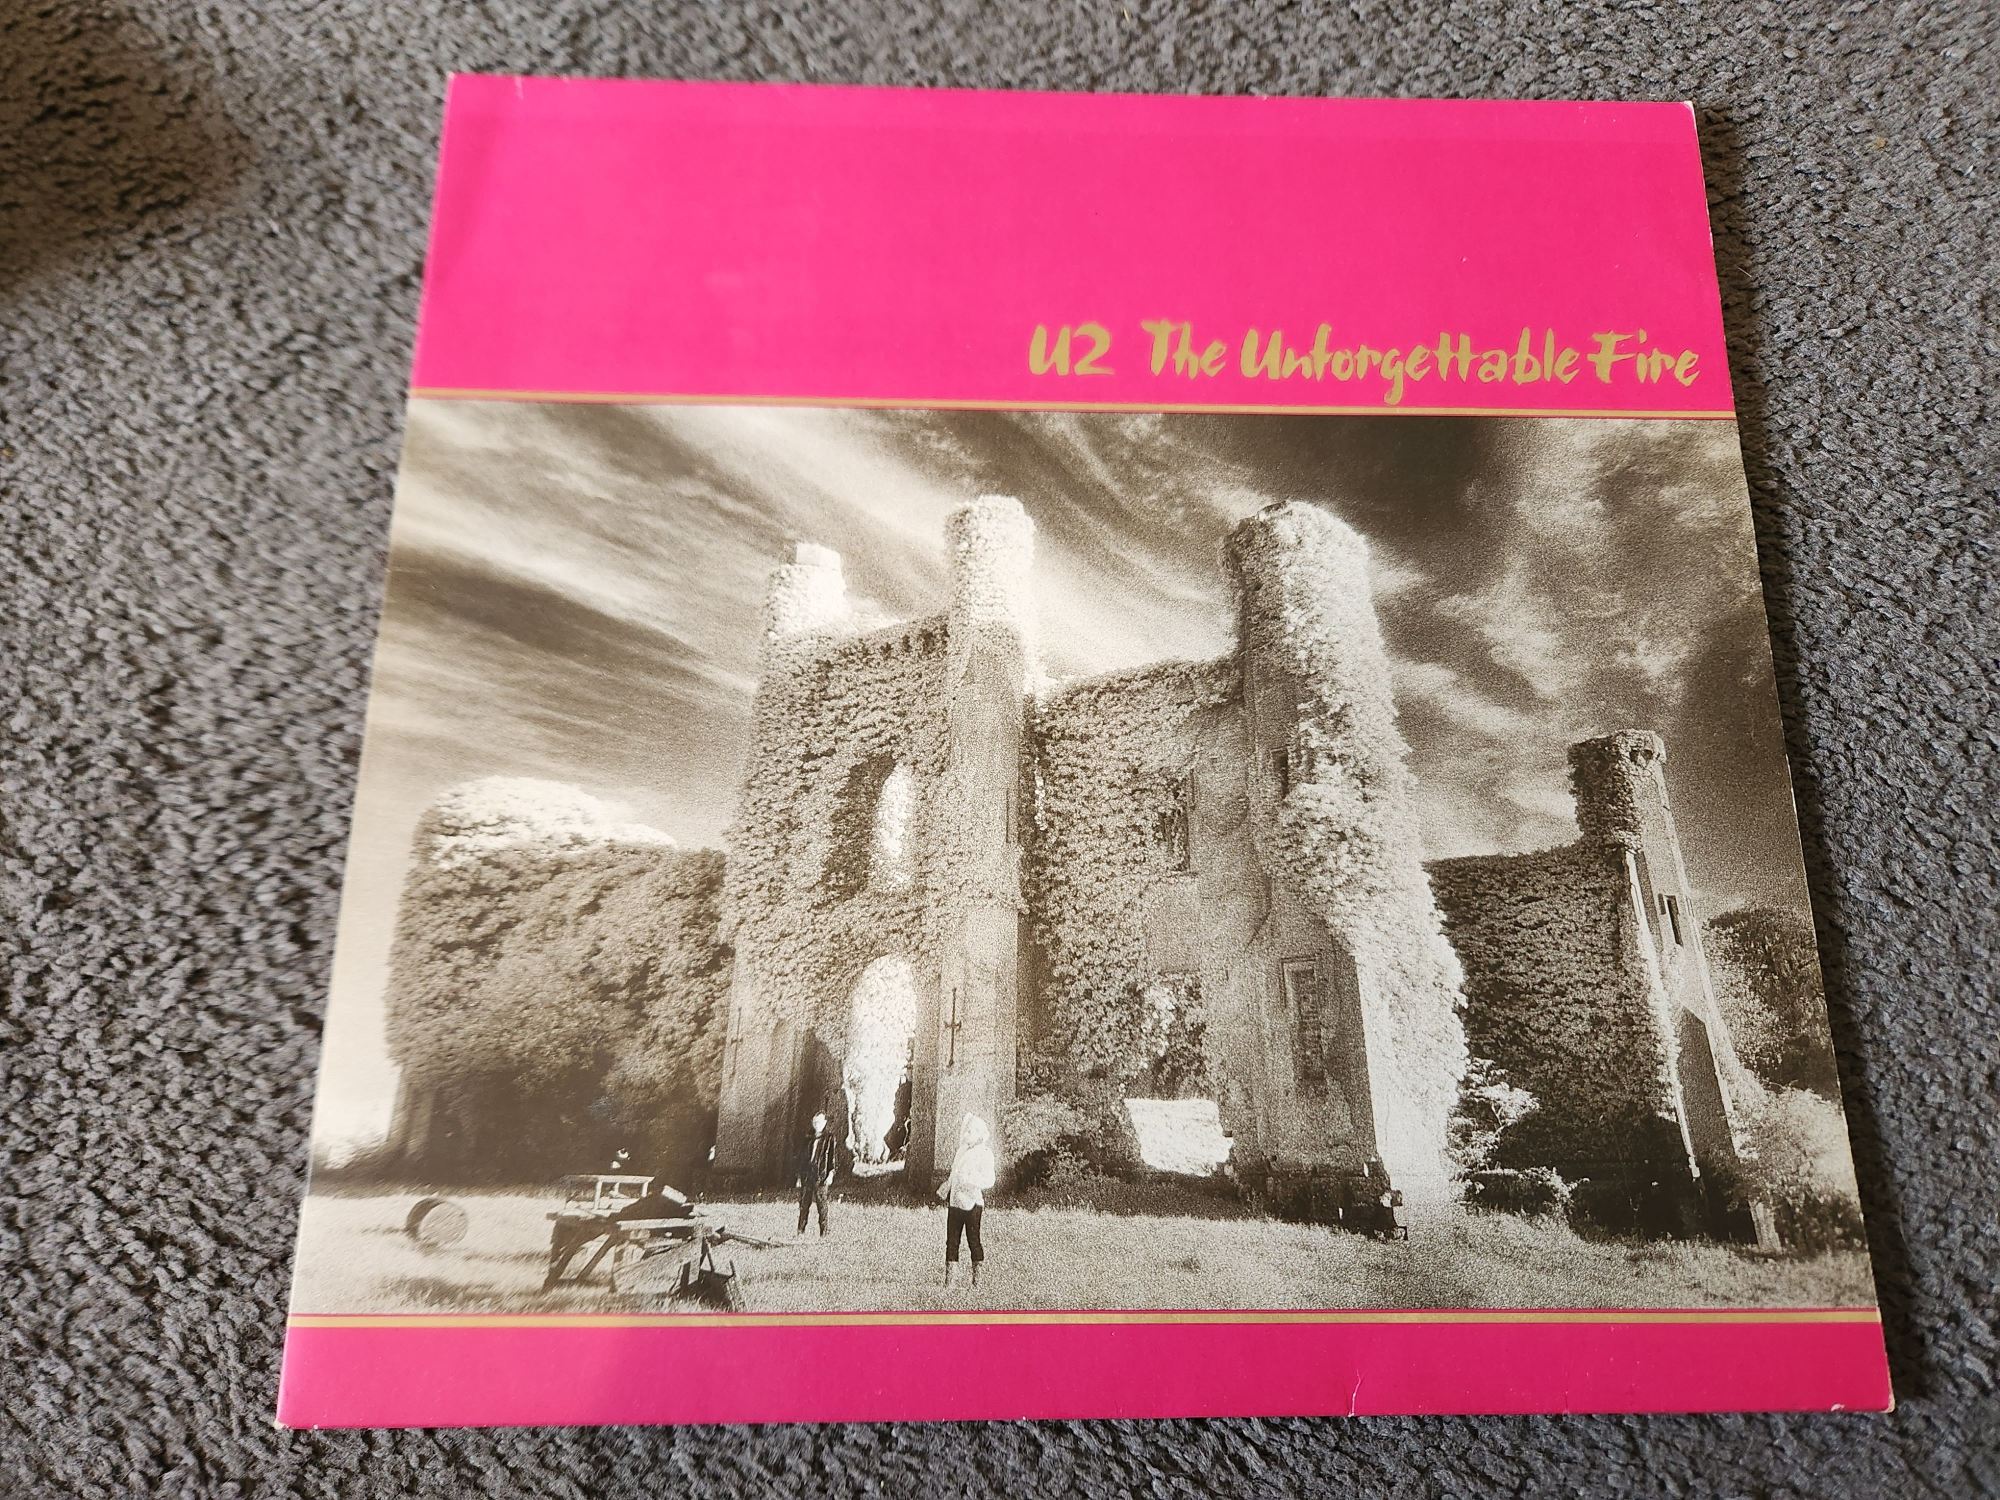 U2 The Unforgettable Fire